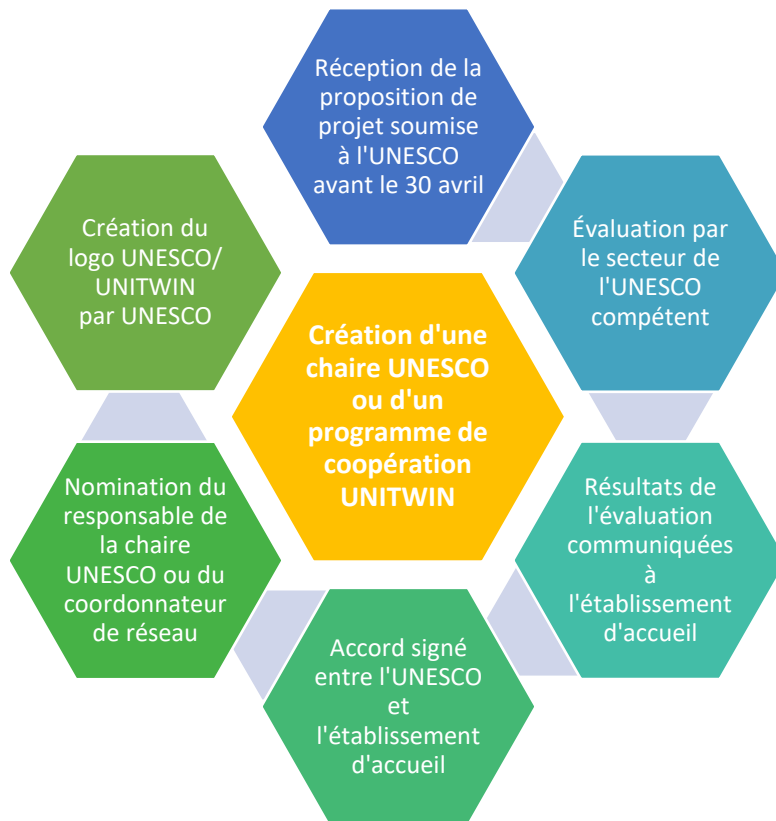 Réception de la
proposition de
projet soumise
à l'UNESCO
avant le 30 avril
Évaluation par
le secteur de
l'UNESCO
compétent
Résultats de
l'évaluation
communiquées
à
l'établissement
d'accueil
Accord signé
entre l'UNESCO
et
l'établissement
d'accueil
Nomination du
responsable de
la chaire
UNESCO ou du
coordonnateur
de réseau
Création du
logo UNESCO/
UNITWIN
par UNESCO
Création d'une
chaire UNESCO
ou d'un
programme de
coopération
UNITWIN